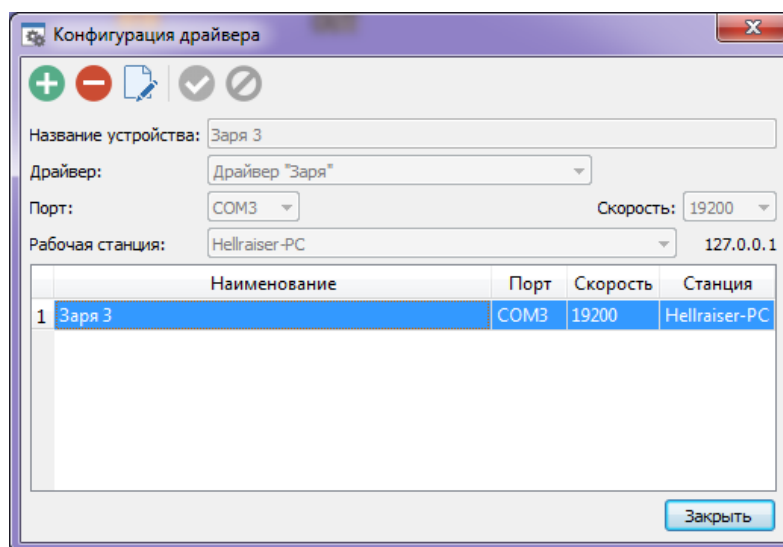 Конфигурация драйвера
Название устройства: Заря 3
Драйвер: Драйвер "Заря"
Порт: COM3 Скорость: 19200
Рабочая станция: Hellraiser-PC 127.0.0.1
Наименование Порт Скорость Станция
1 Заря 3 COM3 19200 Hellraiser-PC
Закрыть